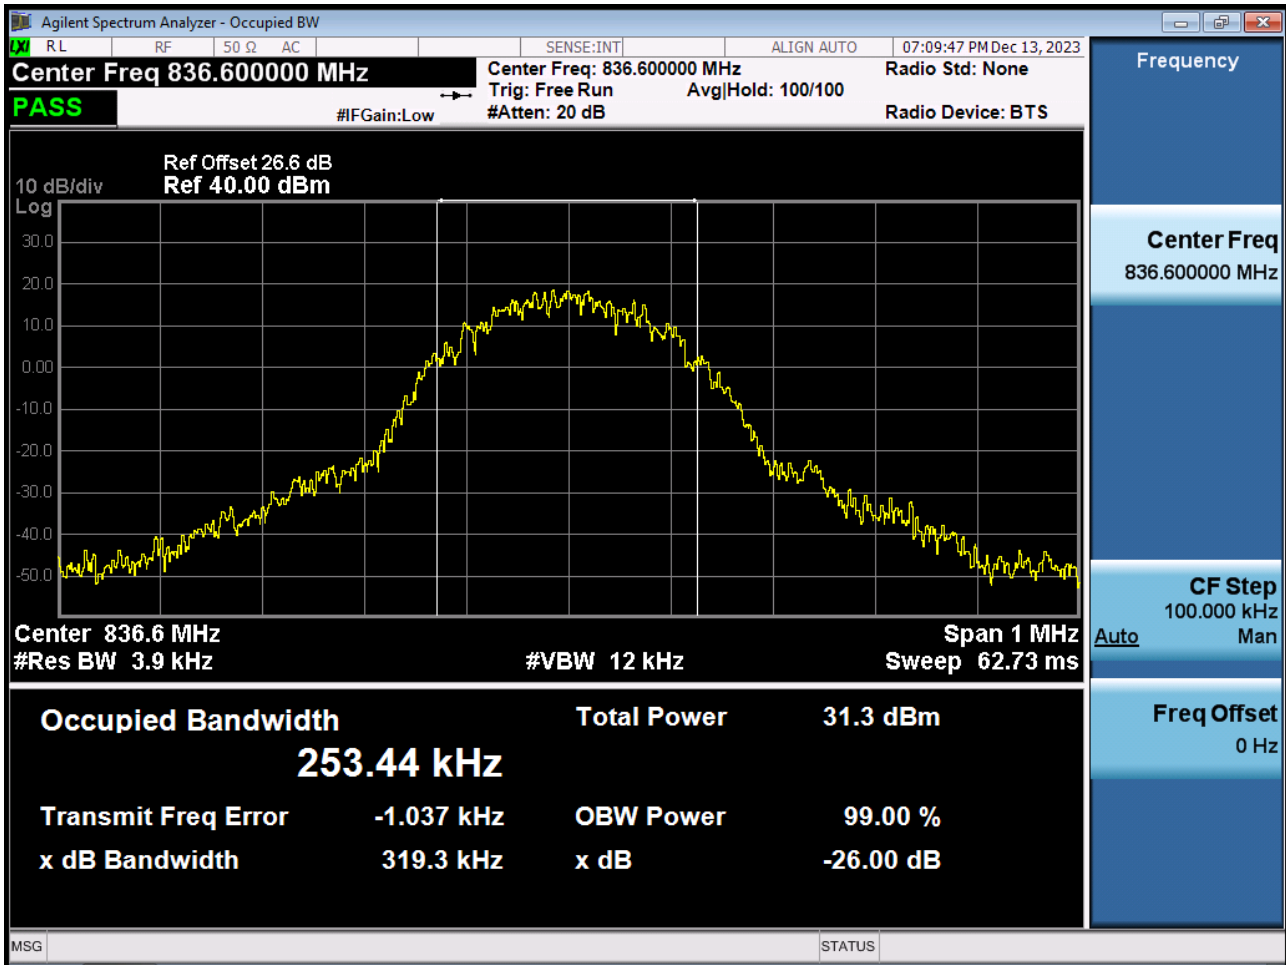 Agilent Spectrum Analyzer - Occupied BW
LXI RL RF 50 Ω AC SENSE:INT ALIGN AUTO 07:09:47 PM Dec 13, 2023
Center Freq 836.600000 MHz
Center Freq: 836.600000 MHz Radio Std: None
Trig: Free Run Avg|Hold: 100/100
PASS
#IFGain:Low #Atten: 20 dB Radio Device: BTS
Ref Offset 26.6 dB
10 dB/div Ref 40.00 dBm
Log
30.0
20.0
10.0
0.00
-10.0
-20.0
-30.0
-40.0
-50.0
Center 836.6 MHz Span 1 MHz
#Res BW 3.9 kHz #VBW 12 kHz Sweep 62.73 ms
Occupied Bandwidth Total Power 31.3 dBm
253.44 kHz
Transmit Freq Error -1.037 kHz OBW Power 99.00 %
x dB Bandwidth 319.3 kHz x dB -26.00 dB
MSG STATUS
Frequency
Center Freq
836.600000 MHz
CF Step
100.000 kHz
Auto Man
Freq Offset
0 Hz